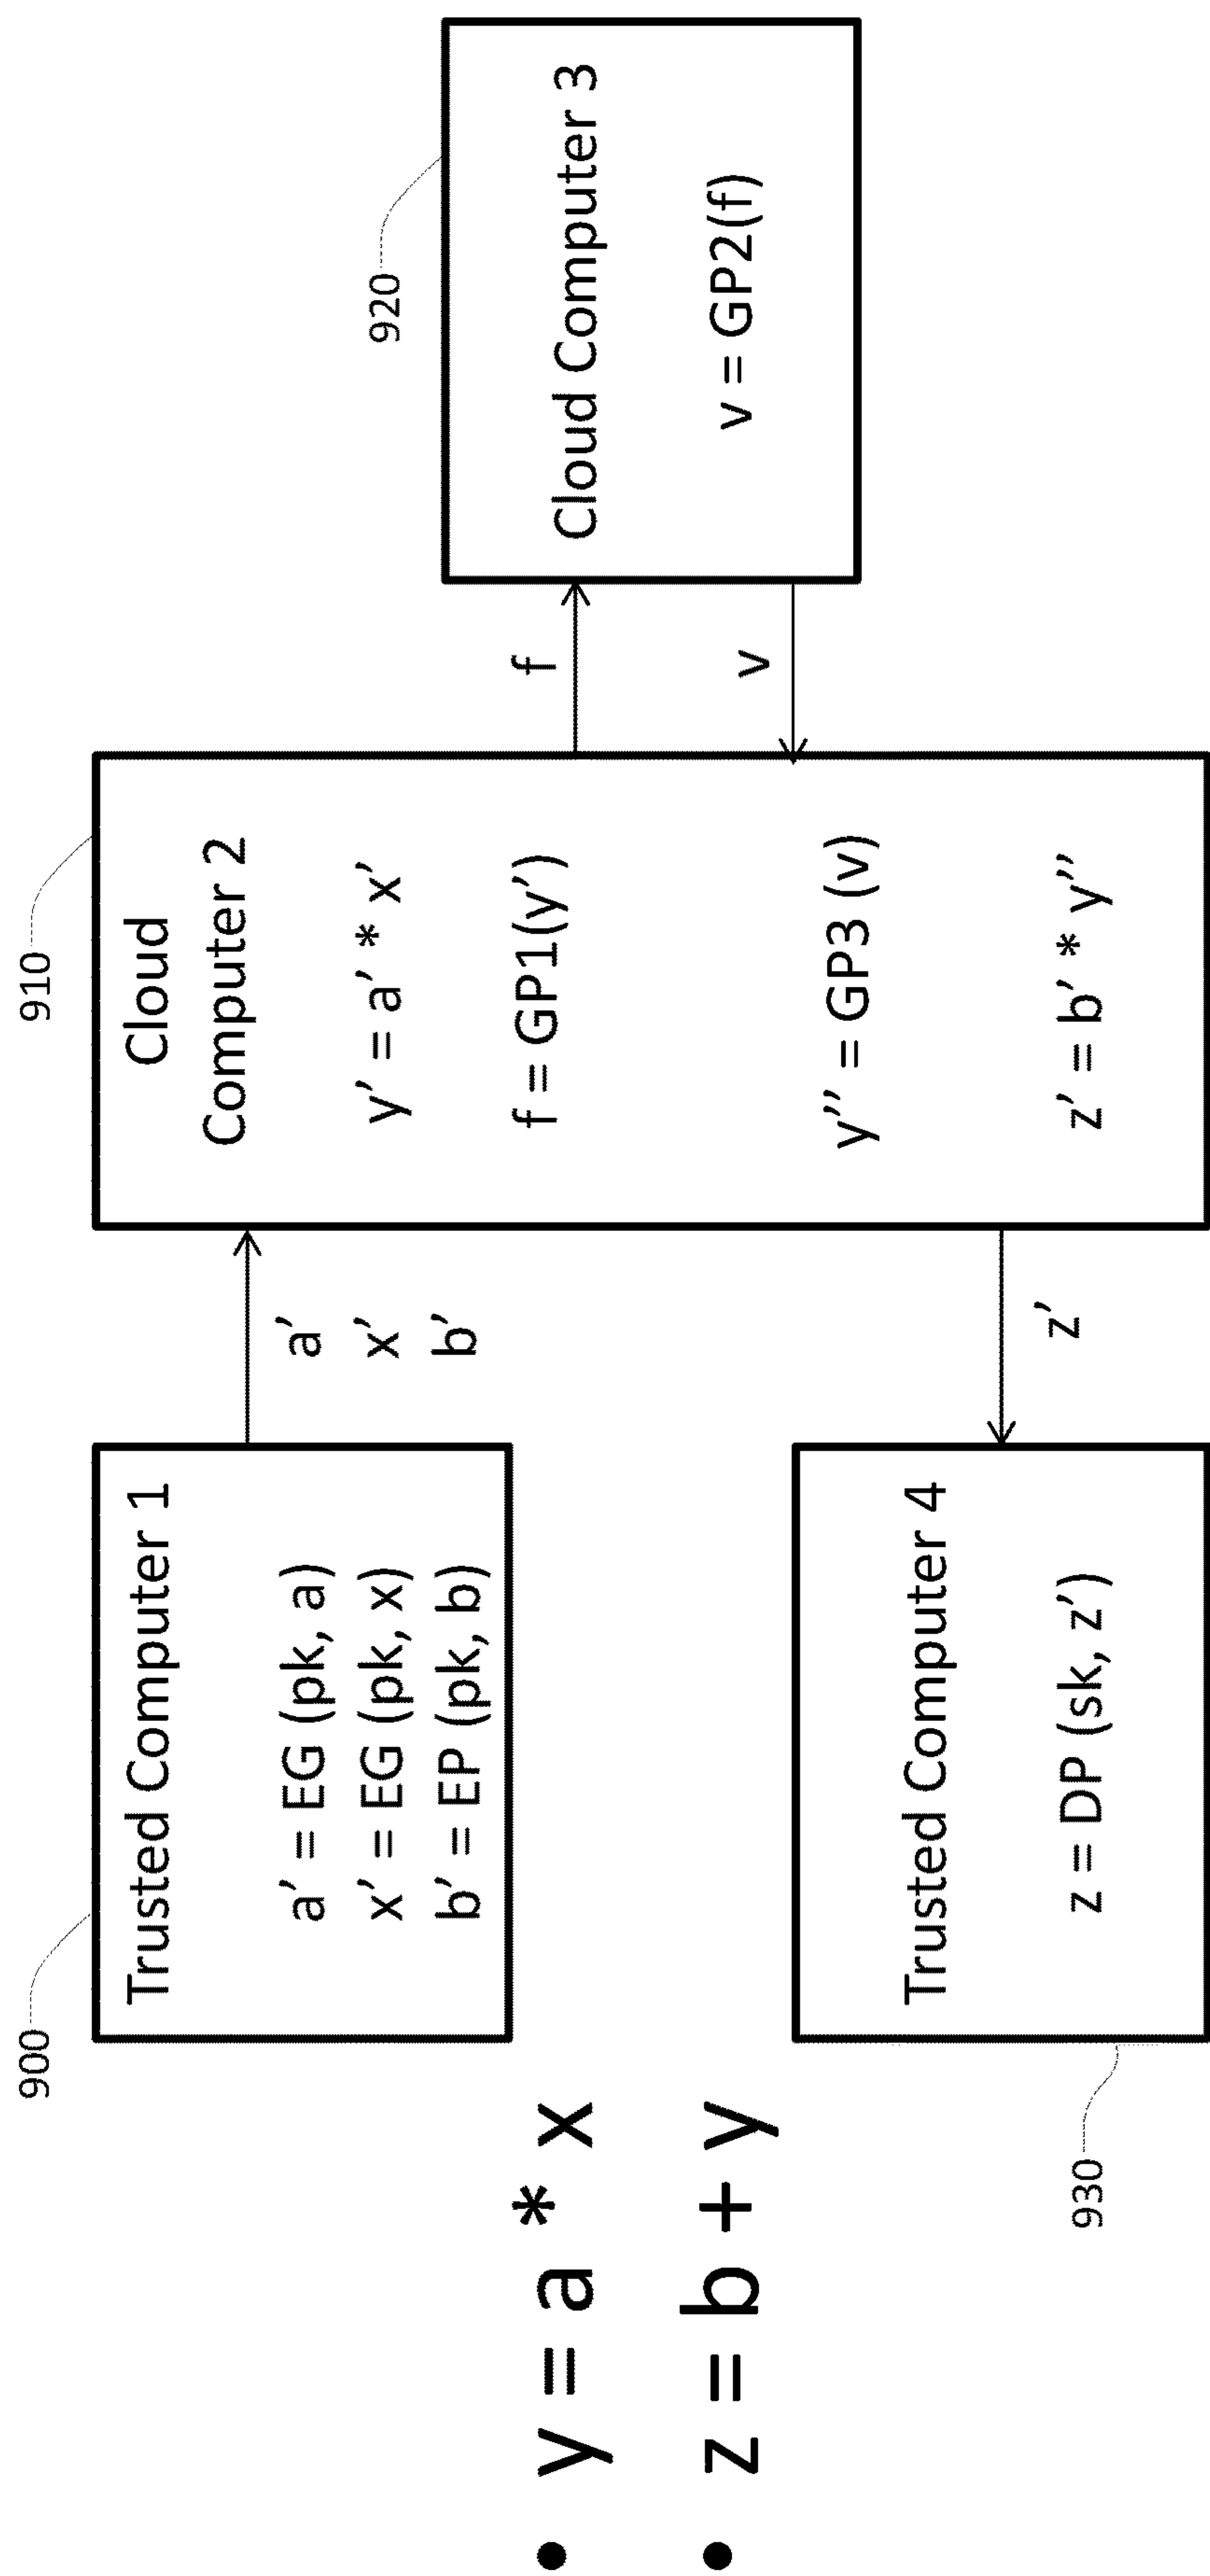 • y = a * x
• z = b + y
900
Trusted Computer 1
a' = EG (pk, a)
x' = EG (pk, x)
b' = EP (pk, b)
a'
x'
b'
910
Cloud
Computer 2
y' = a' * x'
f = GP1(y')
y'' = GP3 (v)
z' = b' * y''
f
v
920
Cloud Computer 3
v = GP2(f)
z'
930
Trusted Computer 4
z = DP (sk, z')